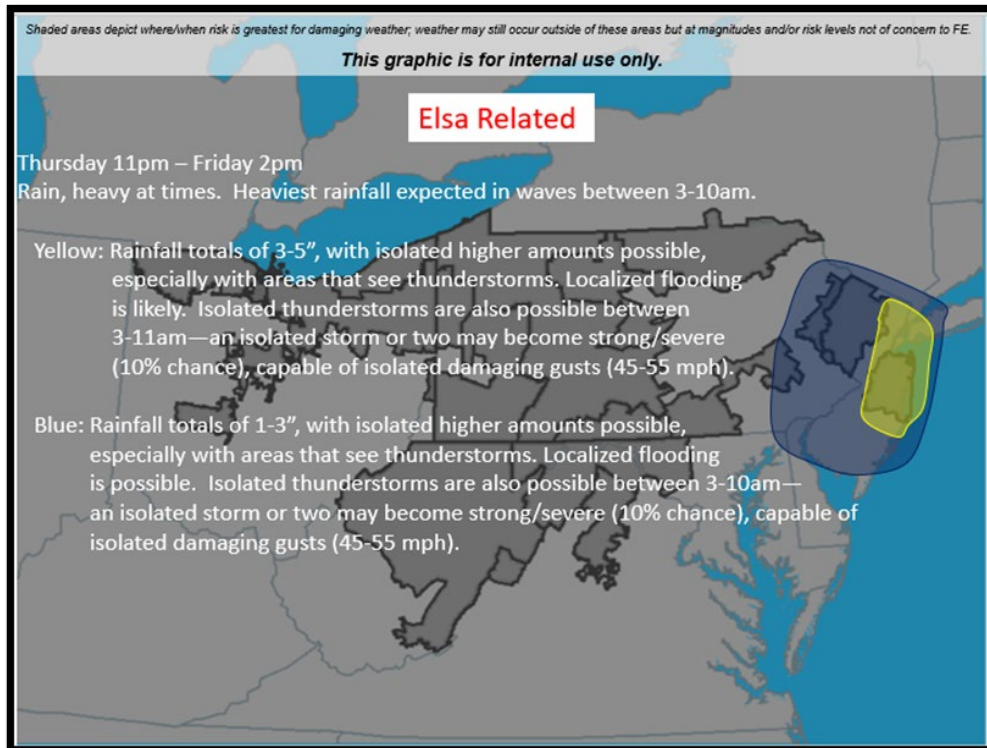 Shaded areas depict where/when risk is greatest for damaging weather; weather may still occur outside of these areas but at magnitudes and/or risk levels not of concern to FE.
This graphic is for internal use only.
Elsa Related
Thursday 11pm – Friday 2pm
Rain, heavy at times.  Heaviest rainfall expected in waves between 3-10am.
Yellow: Rainfall totals of 3-5”, with isolated higher amounts possible,
especially with areas that see thunderstorms. Localized flooding
is likely.  Isolated thunderstorms are also possible between
3-11am—an isolated storm or two may become strong/severe
(10% chance), capable of isolated damaging gusts (45-55 mph).
Blue: Rainfall totals of 1-3”, with isolated higher amounts possible,
especially with areas that see thunderstorms. Localized flooding
is possible.  Isolated thunderstorms are also possible between 3-10am—
an isolated storm or two may become strong/severe (10% chance), capable of
isolated damaging gusts (45-55 mph).